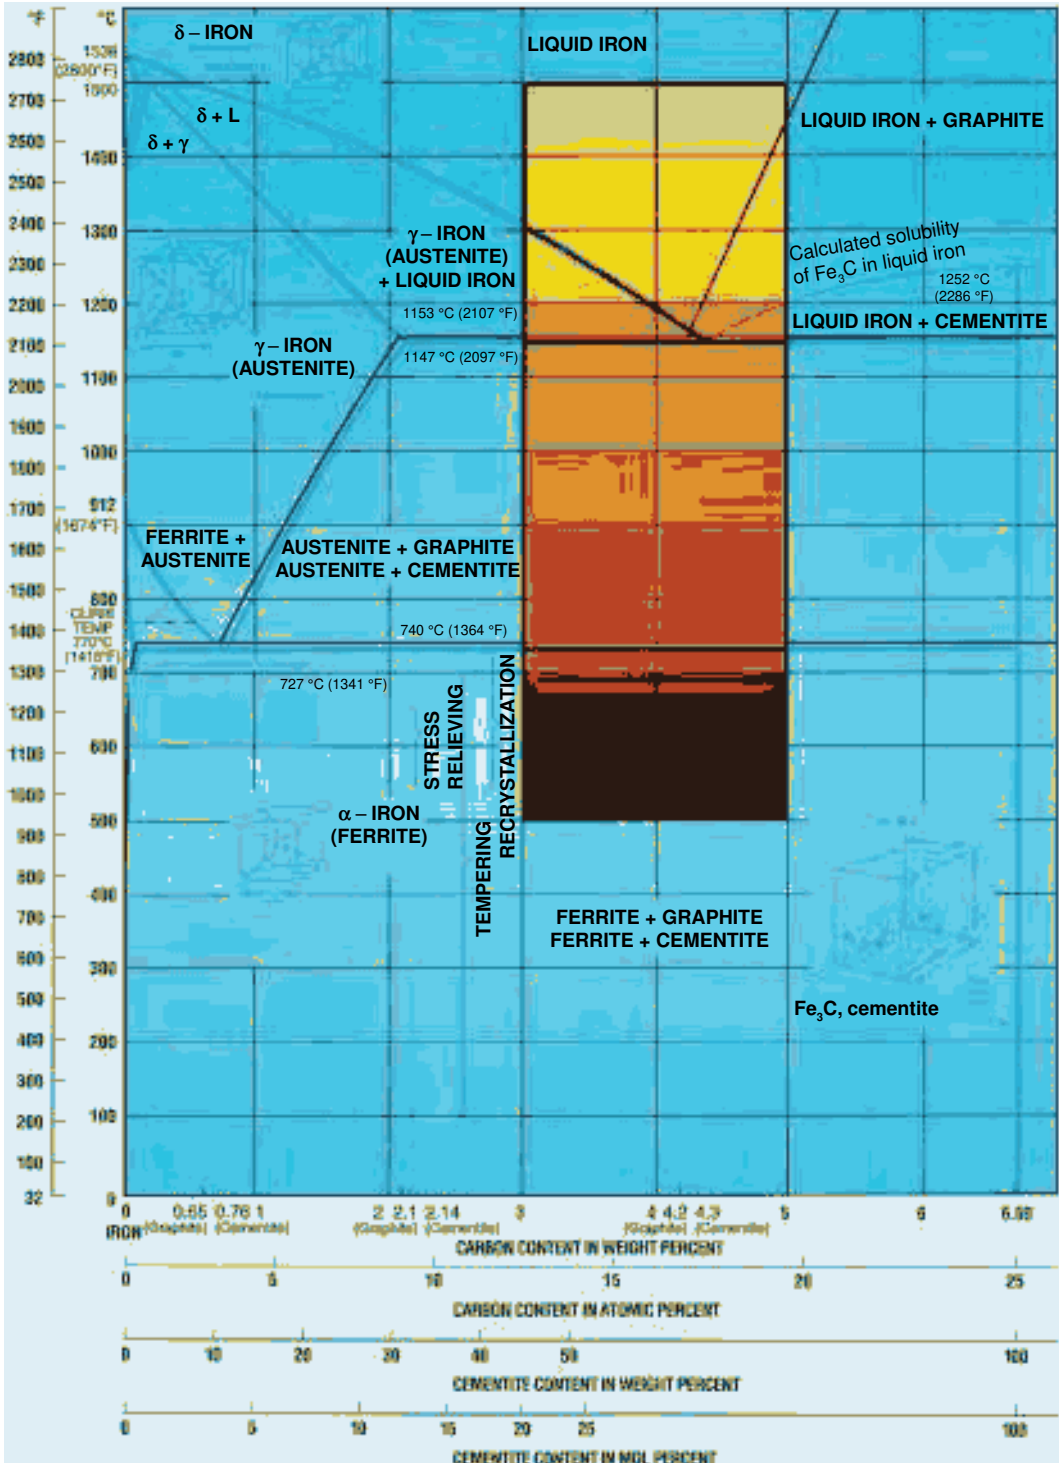 °F °C
δ – IRON
LIQUID IRON
2800
1538
(2800°F)
2700
δ + L
LIQUID IRON + GRAPHITE
δ + γ
2600
1400
2500
2400
1300
γ – IRON
(AUSTENITE)
+ LIQUID IRON
Calculated solubility
of Fe₃C in liquid iron
1252 °C
(2286 °F)
2300
2200
1200
1153 °C (2107 °F)
LIQUID IRON + CEMENTITE
2100
γ – IRON
(AUSTENITE)
1147 °C (2097 °F)
1100
2000
1900
1000
1800
912
1700
(1674°F)
FERRITE +
AUSTENITE
AUSTENITE + GRAPHITE
AUSTENITE + CEMENTITE
1600
1500
800
CURIE
TEMP
770°C
(1418°F)
1400
740 °C (1364 °F)
1300
700
727 °C (1341 °F)
1200
STRESS
RELIEVING
RECRYSTALLIZATION
TEMPERING
600
1100
1000
500
α – IRON
(FERRITE)
900
400
800
FERRITE + GRAPHITE
FERRITE + CEMENTITE
700
600
300
Fe₃C, cementite
500
200
400
300
100
200
100
32 0
0 0.65 0.76 1 2 2.1 2.14 3 4 4.2 4.3 5 6 6.69
IRON (Graphite) (Cementite) (Graphite) (Cementite) (Graphite) (Cementite)
CARBON CONTENT IN WEIGHT PERCENT
0 5 10 15 20 25
CARBON CONTENT IN ATOMIC PERCENT
0 10 20 30 40 50 100
CEMENTITE CONTENT IN WEIGHT PERCENT
0 5 10 15 20 25 100
CEMENTITE CONTENT IN MOL PERCENT